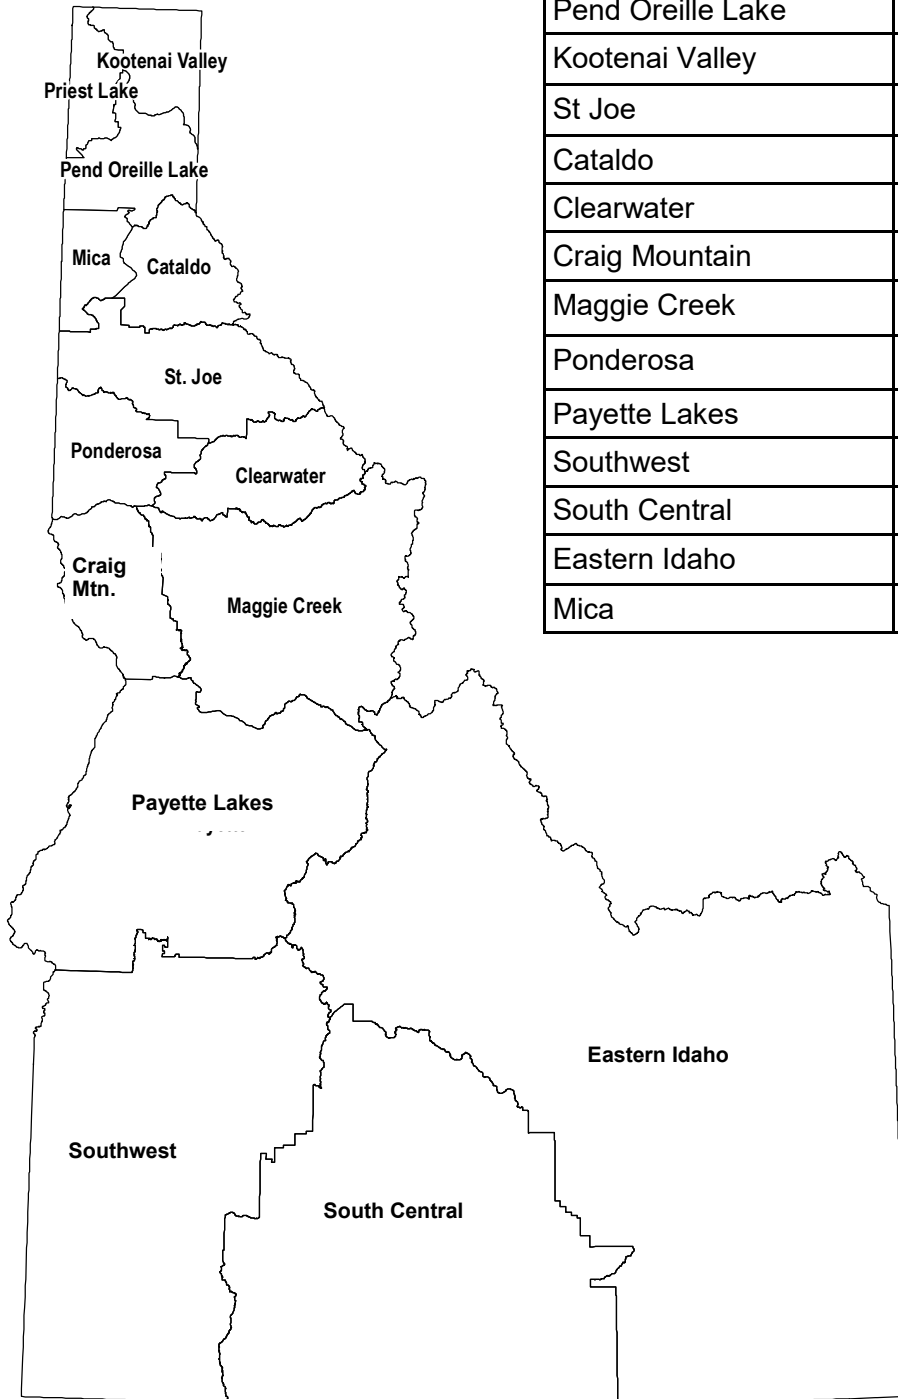 Kootenai Valley
Priest Lake
Pend Oreille Lake
Mica
Cataldo
St. Joe
Ponderosa
Clearwater
Craig
Mtn.
Maggie Creek
Payette Lakes
Eastern Idaho
Southwest
South Central
Pend Oreille Lake
Kootenai Valley
St Joe
Cataldo
Clearwater
Craig Mountain
Maggie Creek
Ponderosa
Payette Lakes
Southwest
South Central
Eastern Idaho
Mica